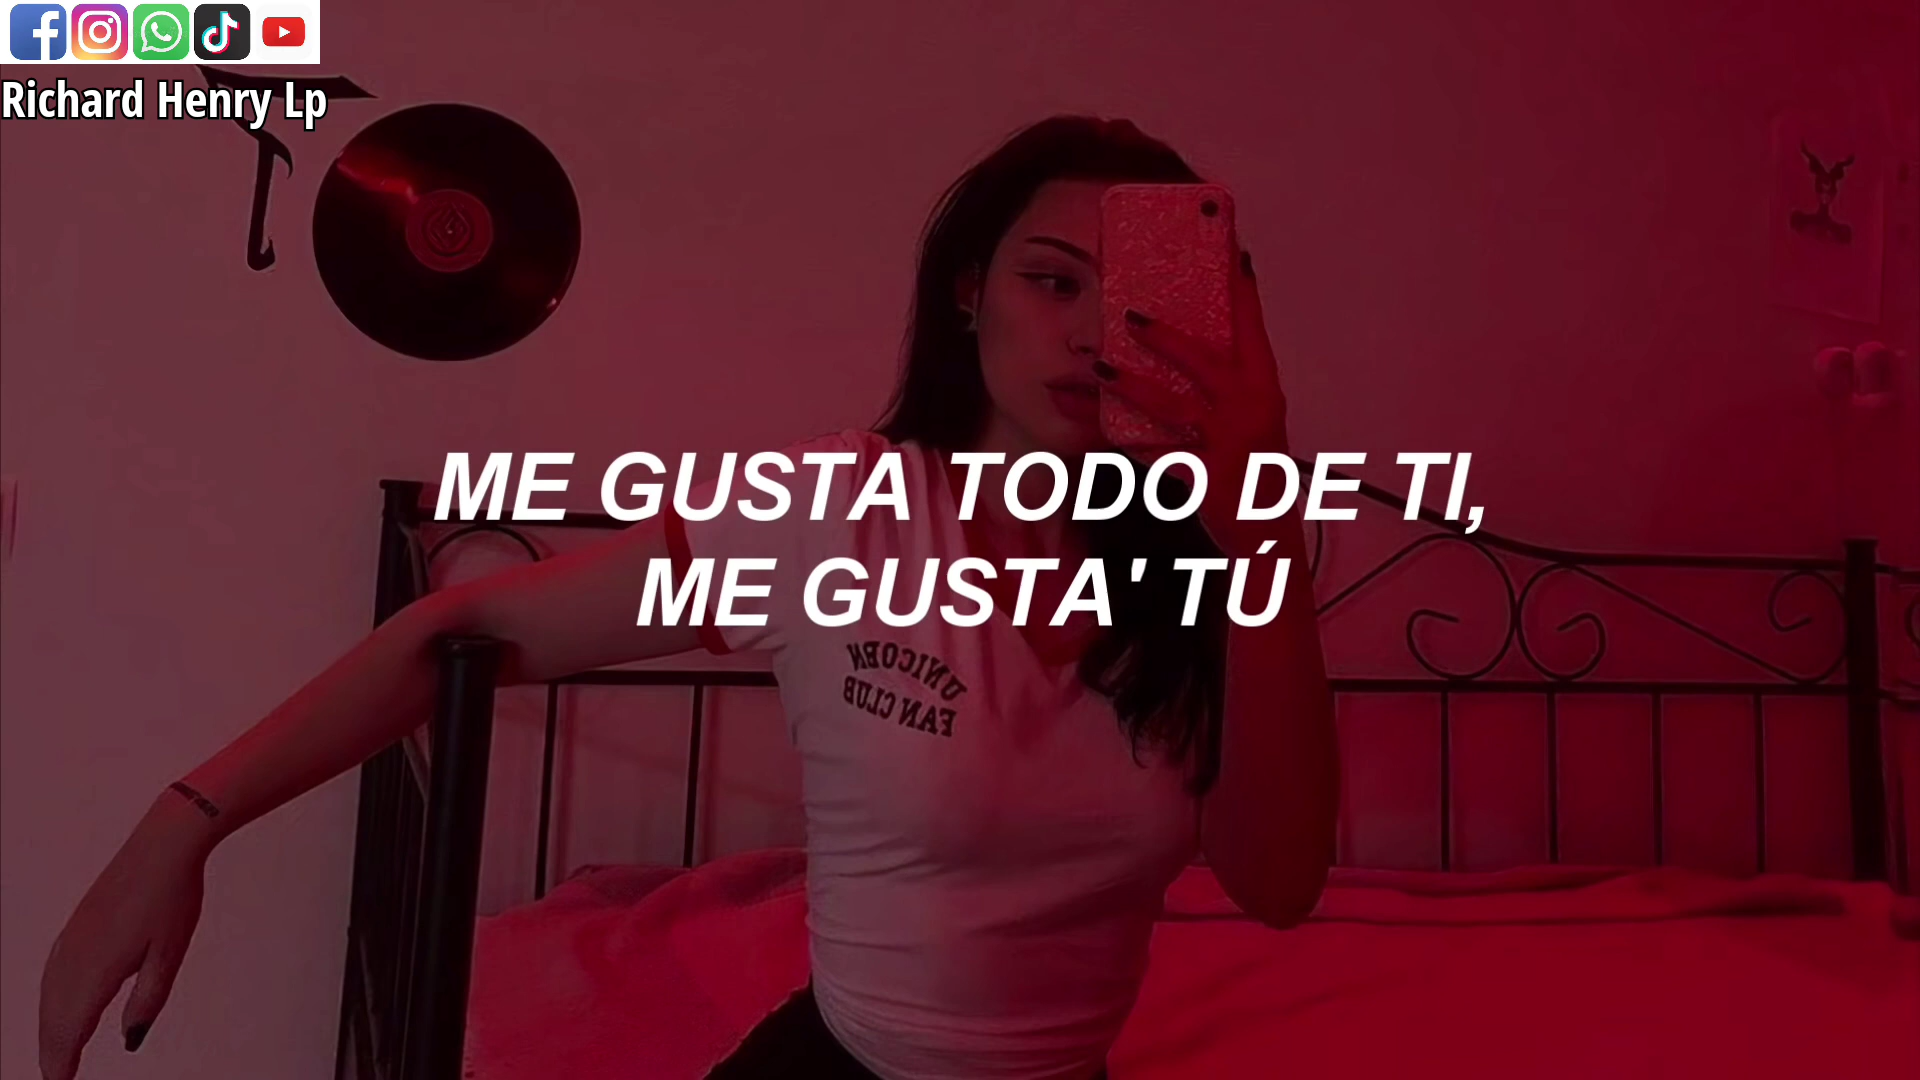 Richard Henry Lp
ME GUSTA TODO DE TI,
ME GUSTA' TÚ
UNICORN
FAN CLUB